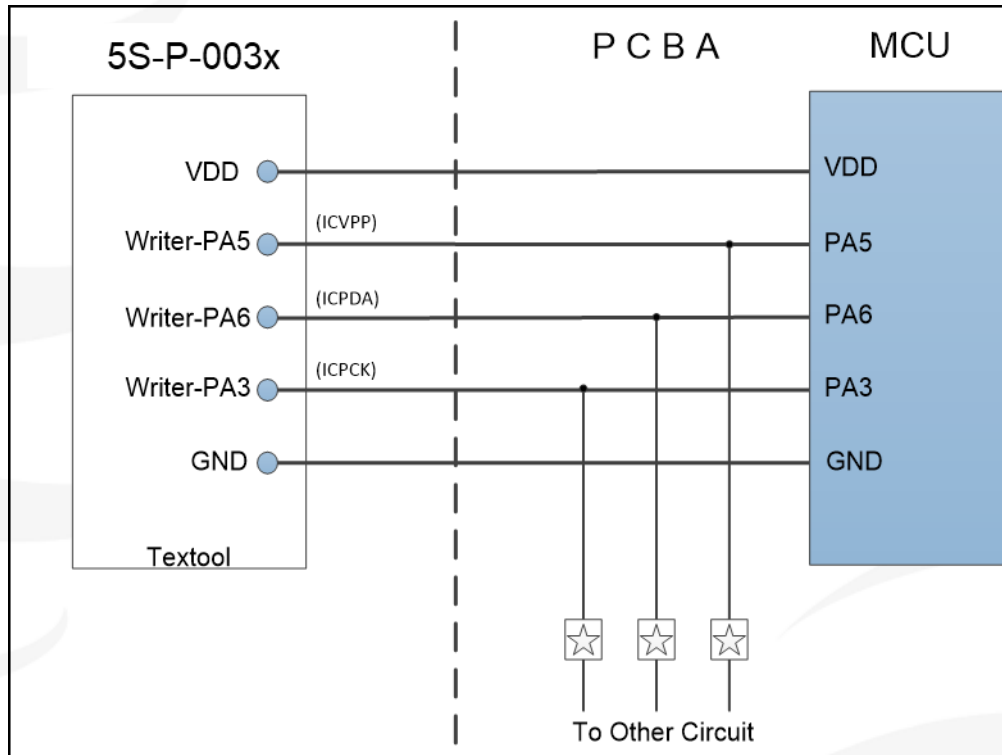 5S-P-003x
P C B A
MCU
VDD
VDD
(ICVPP)
Writer-PA5
PA5
(ICPDA)
Writer-PA6
PA6
(ICPCK)
Writer-PA3
PA3
GND
GND
Textool
To Other Circuit